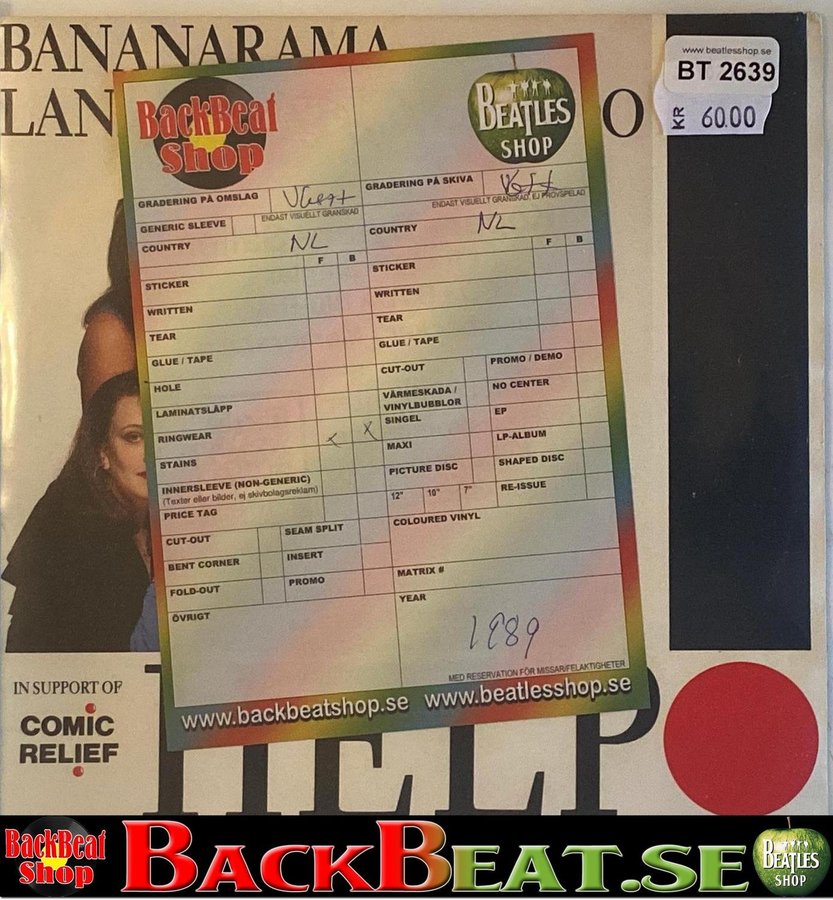 BANANARAMA
LAN O
www.beatlesshop.se
BT 2639
KR 60.00
BackBeat
Shop
BEATLES
SHOP
GRADERING PÅ OMSLAG
ENDAST VISUELLT GRANSKAD
GENERIC SLEEVE
COUNTRY NL
F B
STICKER
WRITTEN
TEAR
GLUE / TAPE
HOLE
LAMINATSLÄPP
RINGWEAR x x
STAINS
INNERSLEEVE (NON-GENERIC)
(Texter eller bilder, ej skivbolagsreklam)
PRICE TAG
CUT-OUT SEAM SPLIT
BENT CORNER INSERT
FOLD-OUT PROMO
ÖVRIGT
GRADERING PÅ SKIVA
ENDAST VISUELLT GRANSKAD, EJ PROVSPELAD
COUNTRY NL
F B
STICKER
WRITTEN
TEAR
GLUE / TAPE
CUT-OUT PROMO / DEMO
VÄRMESKADA / NO CENTER
VINYLBUBBLOR
SINGEL EP
MAXI LP-ALBUM
PICTURE DISC SHAPED DISC
12" 10" 7" RE-ISSUE
COLOURED VINYL
MATRIX #
YEAR
1989
MED RESERVATION FÖR MISSAR/FELAKTIGHETER
www.backbeatshop.se www.beatlesshop.se
IN SUPPORT OF
COMIC
RELIEF
HELP
BackBeat
Shop
BACKBEAT.SE
BEATLES
SHOP